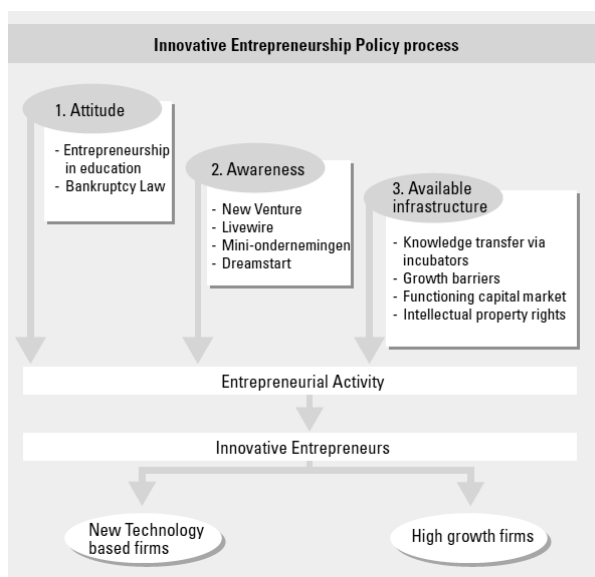 Innovative Entrepreneurship Policy process
1. Attitude
- Entrepreneurship
in education
- Bankruptcy Law
2. Awareness
- New Venture
- Livewire
- Mini-ondernemingen
- Dreamstart
3. Available
infrastructure
- Knowledge transfer via
incubators
- Growth barriers
- Functioning capital market
- Intellectual property rights
Entrepreneurial Activity
Innovative Entrepreneurs
New Technology
based firms
High growth firms